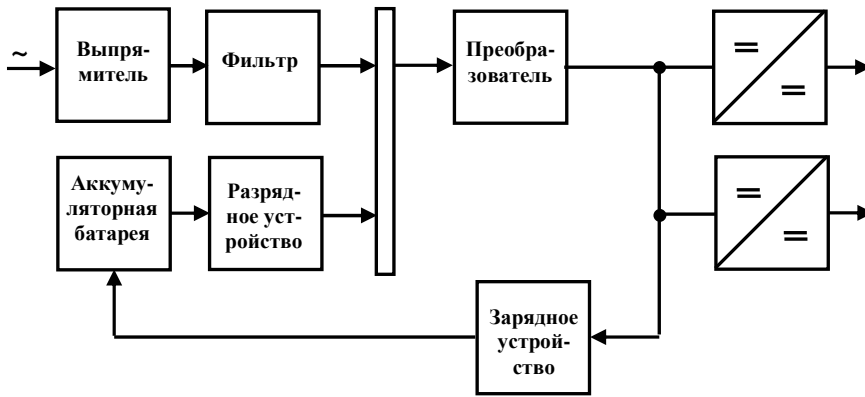 ~
Выпря-
митель
Фильтр
Преобра-
зователь
=
=
Аккуму-
ляторная
батарея
Разряд-
ное уст-
ройство
=
=
Зарядное
устрой-
ство